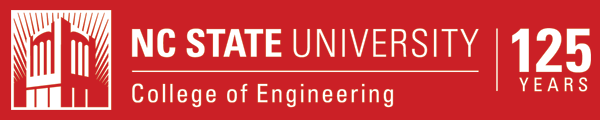 NC STATE UNIVERSITY
College of Engineering
125
YEARS